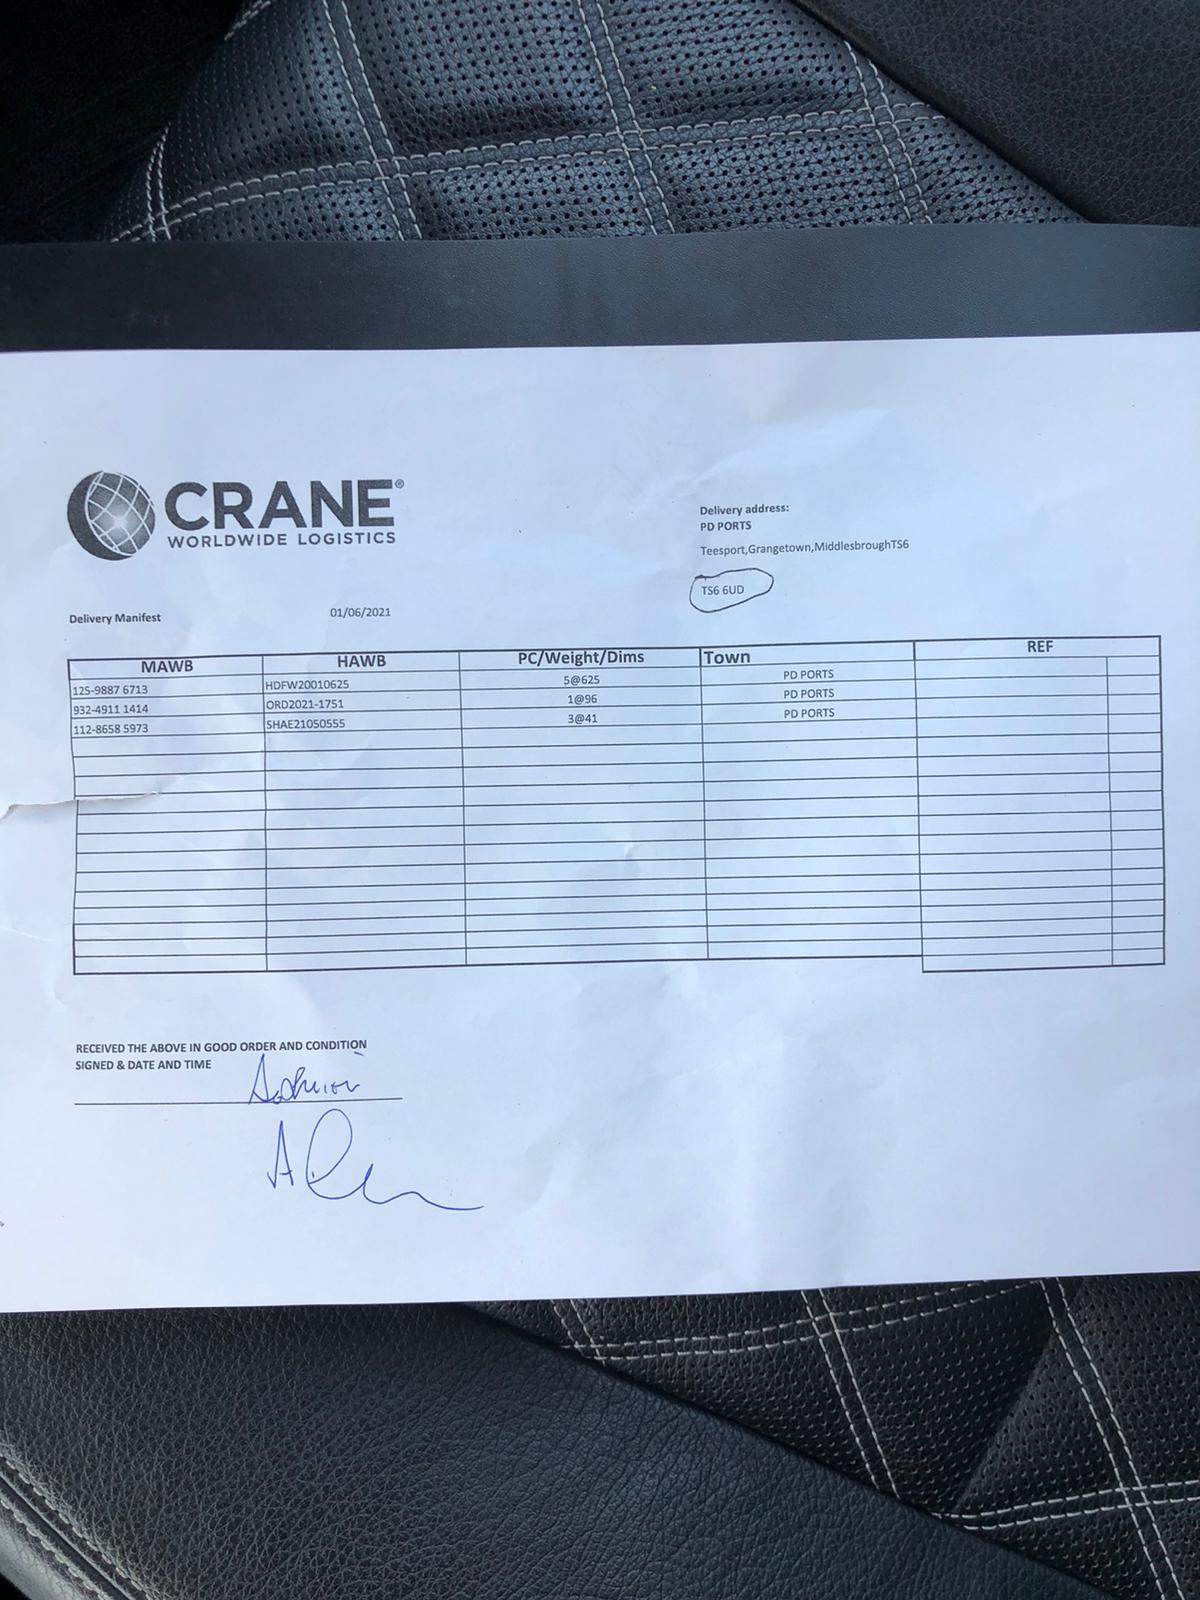 CRANE®
WORLDWIDE LOGISTICS
Delivery address:
PD PORTS
Teesport,Grangetown,MiddlesbroughTS6
TS6 6UD
Delivery Manifest 01/06/2021
MAWB HAWB PC/Weight/Dims Town REF
125-9887 6713 HDFW20010625 5@625 PD PORTS
932-4911 1414 ORD2021-1751 1@96 PD PORTS
112-8658 5973 SHAE21050555 3@41 PD PORTS
RECEIVED THE ABOVE IN GOOD ORDER AND CONDITION
SIGNED & DATE AND TIME